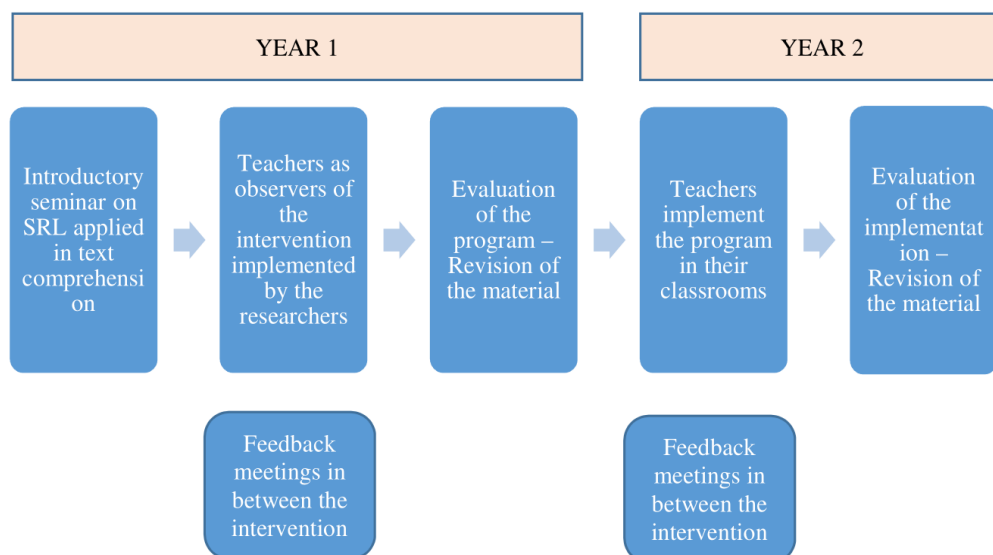 YEAR 1
YEAR 2
Introductory
seminar on
SRL applied
in text
comprehensi
on
Teachers as
observers of
the
intervention
implemented
by the
researchers
Evaluation
of the
program –
Revision of
the material
Teachers
implement
the program
in their
classrooms
Evaluation
of the
implementat
ion –
Revision of
the material
Feedback
meetings in
between the
intervention
Feedback
meetings in
between the
intervention